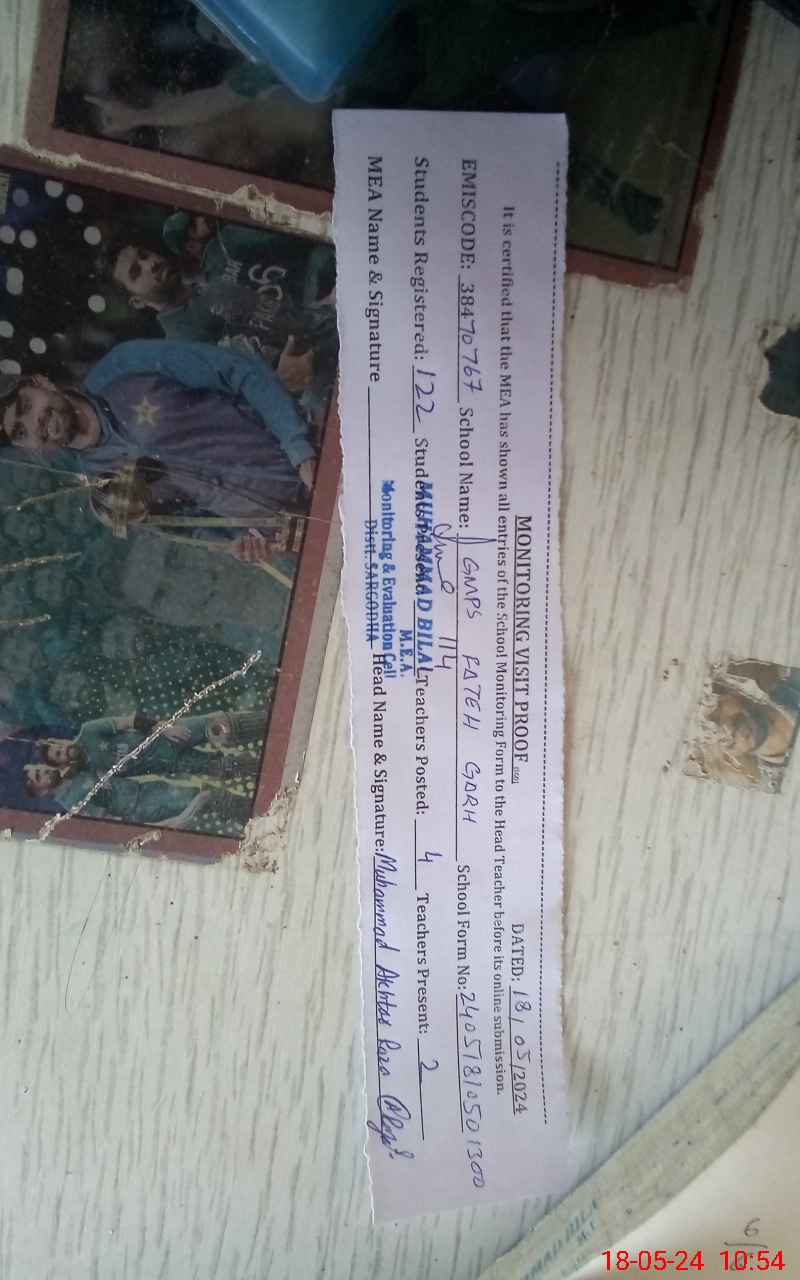 MONITORING VISIT PROOF DATED: 18/05/2024
It is certified that the MEA has shown all entries of the School Monitoring Form to the Head Teacher before its online submission.
EMISCODE: 38470767 School Name: GMPS FATEH GARH School Form No: 24051810501300
Students Registered: 122 Students 114 Teachers Posted: 4 Teachers Present: 2
MEA Name & Signature Head Name & Signature: Muhammad Akhtar Raza
MUHAMMAD BILAL
M.E.A.
Monitoring & Evaluation Cell
Distt. SARGODHA
18-05-24 10:54